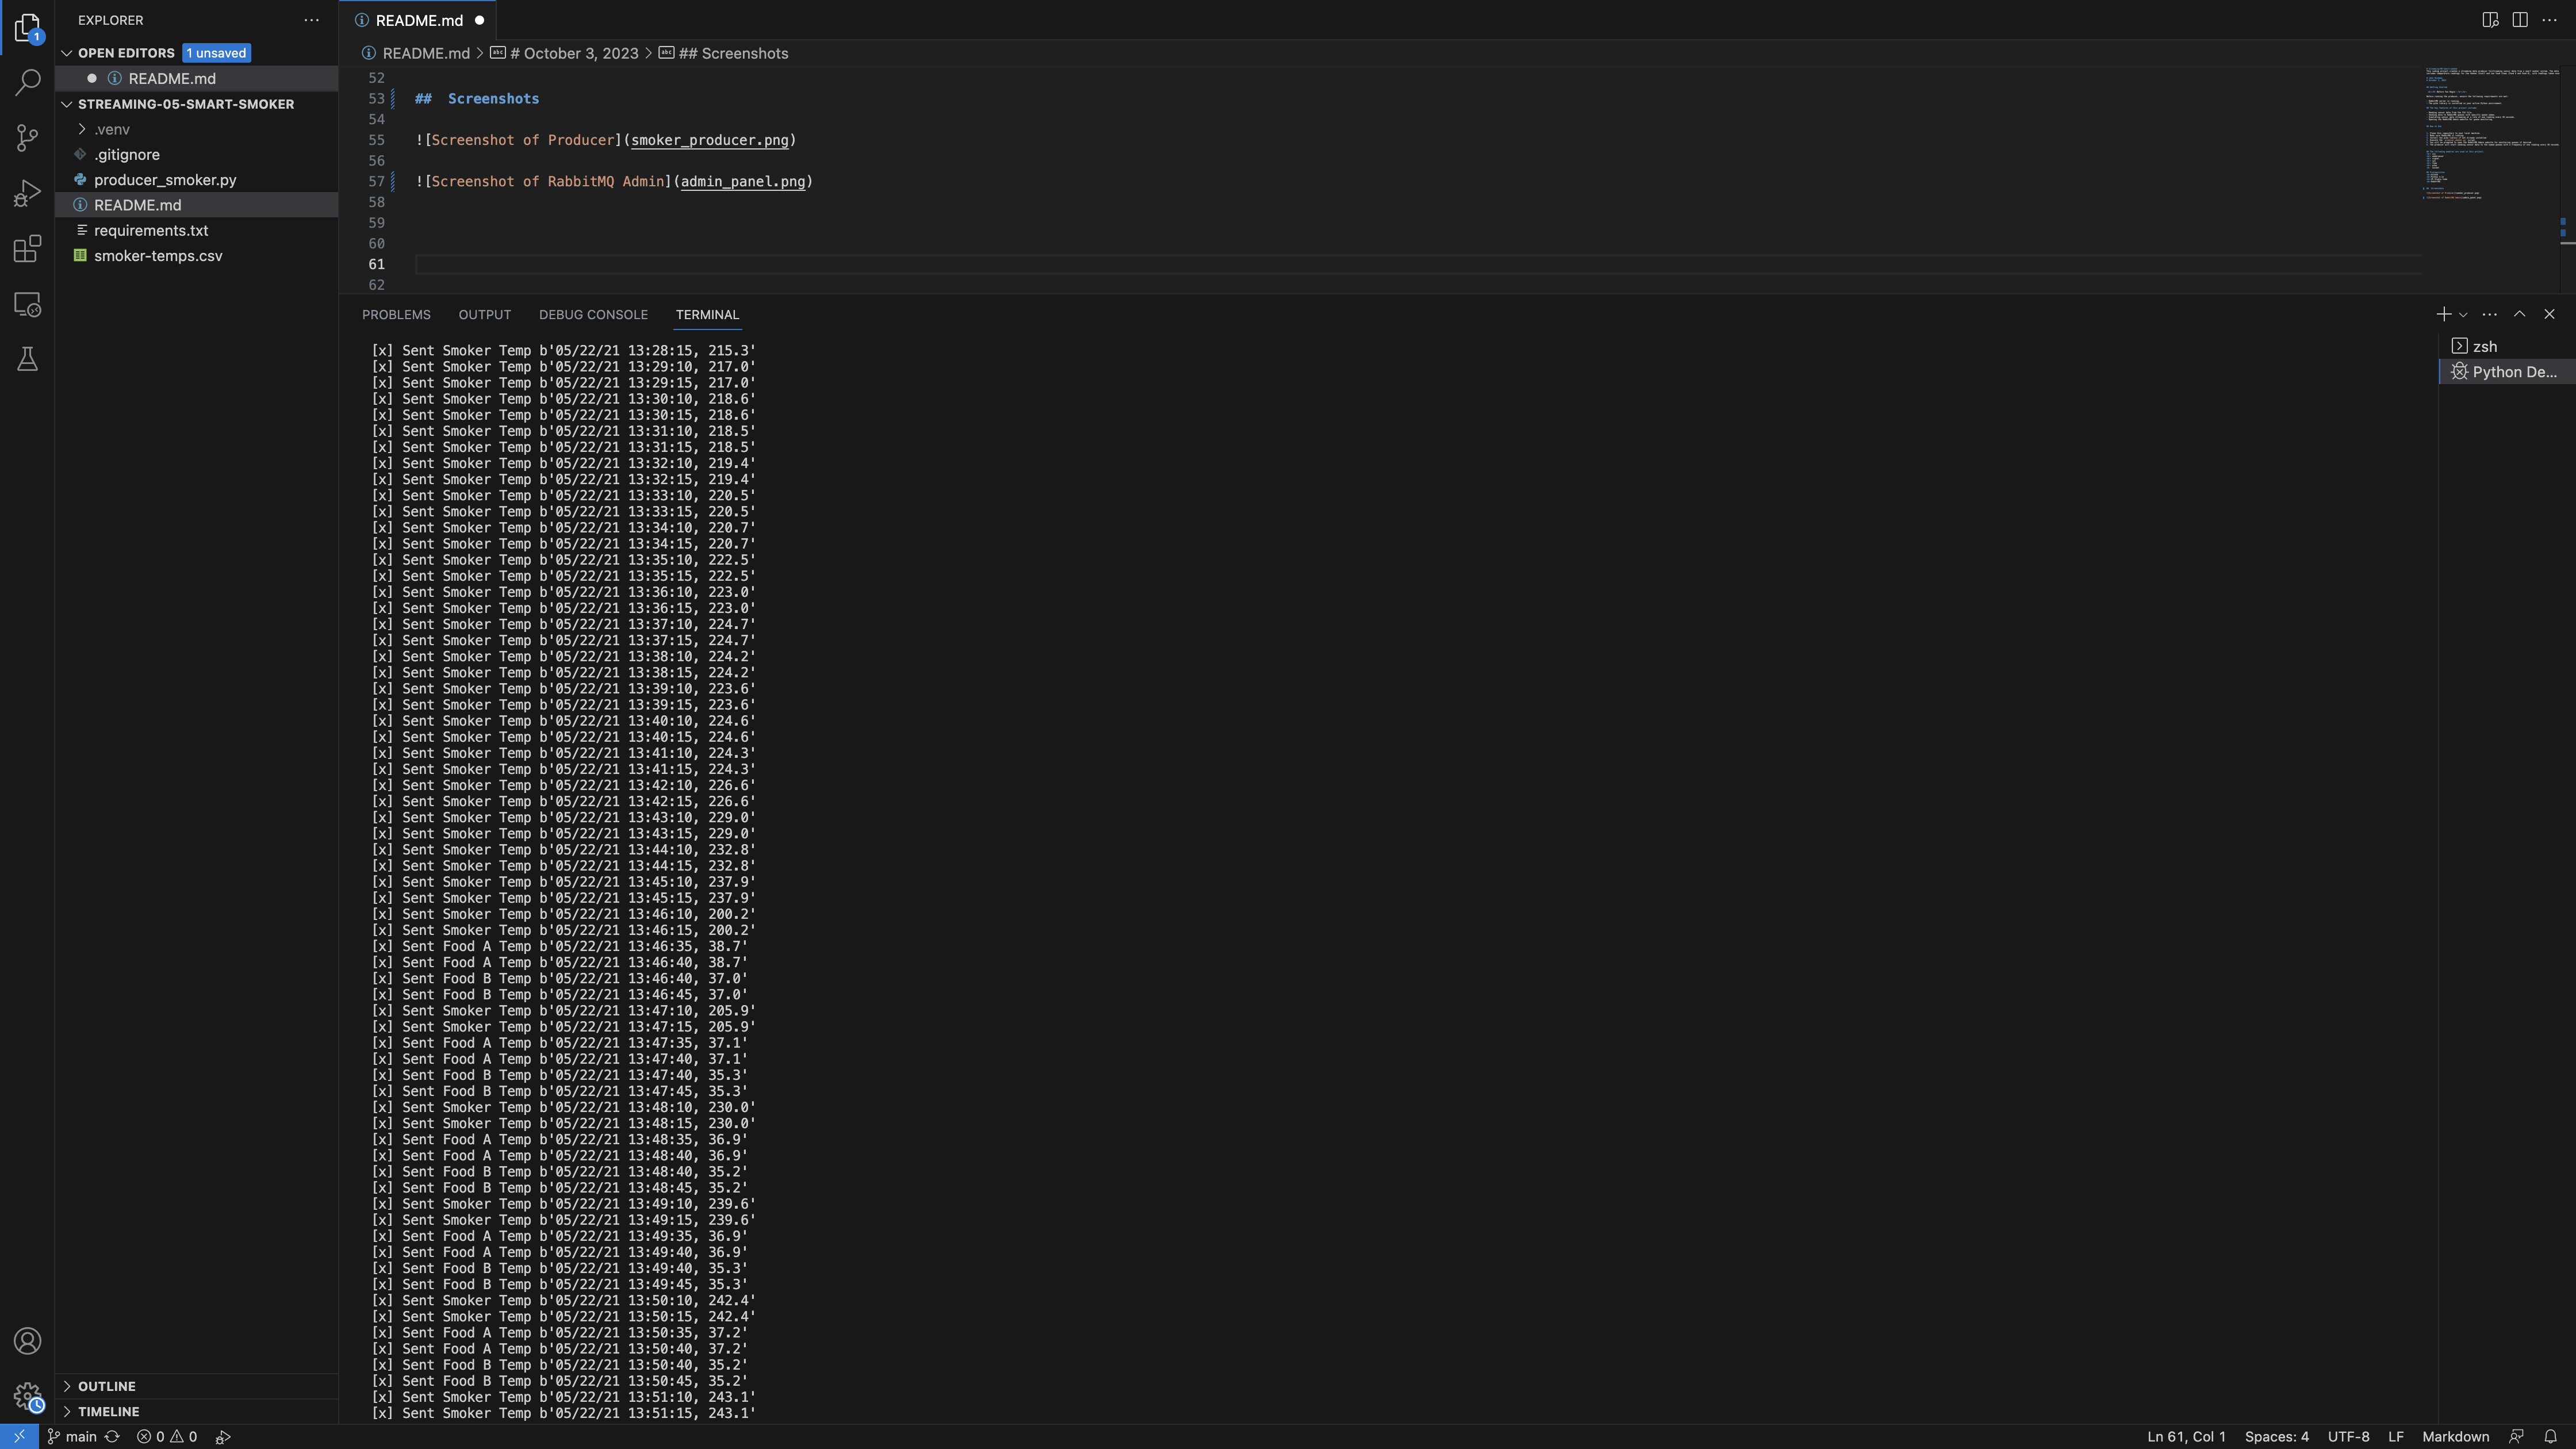 EXPLORER
1
OPEN EDITORS 1 unsaved
README.md
STREAMING-05-SMART-SMOKER
.venv
.gitignore
producer_smoker.py
README.md
requirements.txt
smoker-temps.csv
OUTLINE
TIMELINE
README.md
README.md > # October 3, 2023 > ## Screenshots
52
53 ##  Screenshots
54
55 ![Screenshot of Producer](smoker_producer.png)
56
57 ![Screenshot of RabbitMQ Admin](admin_panel.png)
58
59
60
61
62
PROBLEMS OUTPUT DEBUG CONSOLE TERMINAL
zsh
Python De...
[x] Sent Smoker Temp b'05/22/21 13:28:15, 215.3'
[x] Sent Smoker Temp b'05/22/21 13:29:10, 217.0'
[x] Sent Smoker Temp b'05/22/21 13:29:15, 217.0'
[x] Sent Smoker Temp b'05/22/21 13:30:10, 218.6'
[x] Sent Smoker Temp b'05/22/21 13:30:15, 218.6'
[x] Sent Smoker Temp b'05/22/21 13:31:10, 218.5'
[x] Sent Smoker Temp b'05/22/21 13:31:15, 218.5'
[x] Sent Smoker Temp b'05/22/21 13:32:10, 219.4'
[x] Sent Smoker Temp b'05/22/21 13:32:15, 219.4'
[x] Sent Smoker Temp b'05/22/21 13:33:10, 220.5'
[x] Sent Smoker Temp b'05/22/21 13:33:15, 220.5'
[x] Sent Smoker Temp b'05/22/21 13:34:10, 220.7'
[x] Sent Smoker Temp b'05/22/21 13:34:15, 220.7'
[x] Sent Smoker Temp b'05/22/21 13:35:10, 222.5'
[x] Sent Smoker Temp b'05/22/21 13:35:15, 222.5'
[x] Sent Smoker Temp b'05/22/21 13:36:10, 223.0'
[x] Sent Smoker Temp b'05/22/21 13:36:15, 223.0'
[x] Sent Smoker Temp b'05/22/21 13:37:10, 224.7'
[x] Sent Smoker Temp b'05/22/21 13:37:15, 224.7'
[x] Sent Smoker Temp b'05/22/21 13:38:10, 224.2'
[x] Sent Smoker Temp b'05/22/21 13:38:15, 224.2'
[x] Sent Smoker Temp b'05/22/21 13:39:10, 223.6'
[x] Sent Smoker Temp b'05/22/21 13:39:15, 223.6'
[x] Sent Smoker Temp b'05/22/21 13:40:10, 224.6'
[x] Sent Smoker Temp b'05/22/21 13:40:15, 224.6'
[x] Sent Smoker Temp b'05/22/21 13:41:10, 224.3'
[x] Sent Smoker Temp b'05/22/21 13:41:15, 224.3'
[x] Sent Smoker Temp b'05/22/21 13:42:10, 226.6'
[x] Sent Smoker Temp b'05/22/21 13:42:15, 226.6'
[x] Sent Smoker Temp b'05/22/21 13:43:10, 229.0'
[x] Sent Smoker Temp b'05/22/21 13:43:15, 229.0'
[x] Sent Smoker Temp b'05/22/21 13:44:10, 232.8'
[x] Sent Smoker Temp b'05/22/21 13:44:15, 232.8'
[x] Sent Smoker Temp b'05/22/21 13:45:10, 237.9'
[x] Sent Smoker Temp b'05/22/21 13:45:15, 237.9'
[x] Sent Smoker Temp b'05/22/21 13:46:10, 200.2'
[x] Sent Smoker Temp b'05/22/21 13:46:15, 200.2'
[x] Sent Food A Temp b'05/22/21 13:46:35, 38.7'
[x] Sent Food A Temp b'05/22/21 13:46:40, 38.7'
[x] Sent Food B Temp b'05/22/21 13:46:40, 37.0'
[x] Sent Food B Temp b'05/22/21 13:46:45, 37.0'
[x] Sent Smoker Temp b'05/22/21 13:47:10, 205.9'
[x] Sent Smoker Temp b'05/22/21 13:47:15, 205.9'
[x] Sent Food A Temp b'05/22/21 13:47:35, 37.1'
[x] Sent Food A Temp b'05/22/21 13:47:40, 37.1'
[x] Sent Food B Temp b'05/22/21 13:47:40, 35.3'
[x] Sent Food B Temp b'05/22/21 13:47:45, 35.3'
[x] Sent Smoker Temp b'05/22/21 13:48:10, 230.0'
[x] Sent Smoker Temp b'05/22/21 13:48:15, 230.0'
[x] Sent Food A Temp b'05/22/21 13:48:35, 36.9'
[x] Sent Food A Temp b'05/22/21 13:48:40, 36.9'
[x] Sent Food B Temp b'05/22/21 13:48:40, 35.2'
[x] Sent Food B Temp b'05/22/21 13:48:45, 35.2'
[x] Sent Smoker Temp b'05/22/21 13:49:10, 239.6'
[x] Sent Smoker Temp b'05/22/21 13:49:15, 239.6'
[x] Sent Food A Temp b'05/22/21 13:49:35, 36.9'
[x] Sent Food A Temp b'05/22/21 13:49:40, 36.9'
[x] Sent Food B Temp b'05/22/21 13:49:40, 35.3'
[x] Sent Food B Temp b'05/22/21 13:49:45, 35.3'
[x] Sent Smoker Temp b'05/22/21 13:50:10, 242.4'
[x] Sent Smoker Temp b'05/22/21 13:50:15, 242.4'
[x] Sent Food A Temp b'05/22/21 13:50:35, 37.2'
[x] Sent Food A Temp b'05/22/21 13:50:40, 37.2'
[x] Sent Food B Temp b'05/22/21 13:50:40, 35.2'
[x] Sent Food B Temp b'05/22/21 13:50:45, 35.2'
[x] Sent Smoker Temp b'05/22/21 13:51:10, 243.1'
[x] Sent Smoker Temp b'05/22/21 13:51:15, 243.1'
main 0 0 Ln 61, Col 1 Spaces: 4 UTF-8 LF Markdown